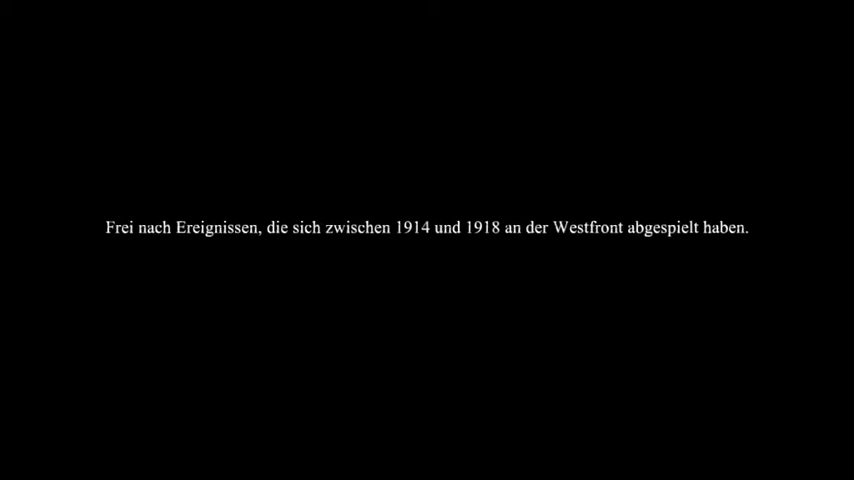 Frei nach Ereignissen, die sich zwischen 1914 und 1918 an der Westfront abgespielt haben.